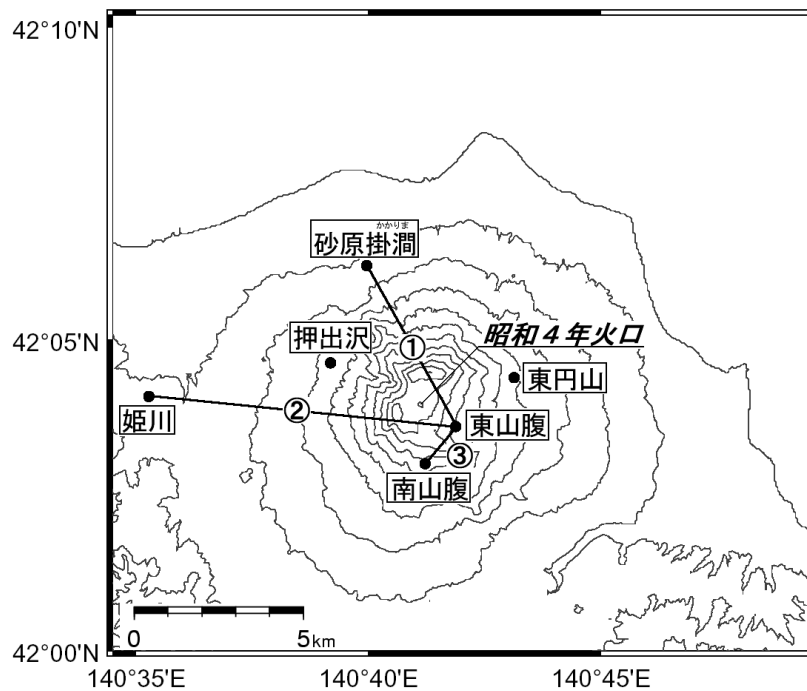 42°10'N
かかりま
砂原掛澗
42°05'N
押出沢
①
昭和4年火口
東円山
姫川
②
東山腹
③
南山腹
0
5km
42°00'N
140°35'E
140°40'E
140°45'E